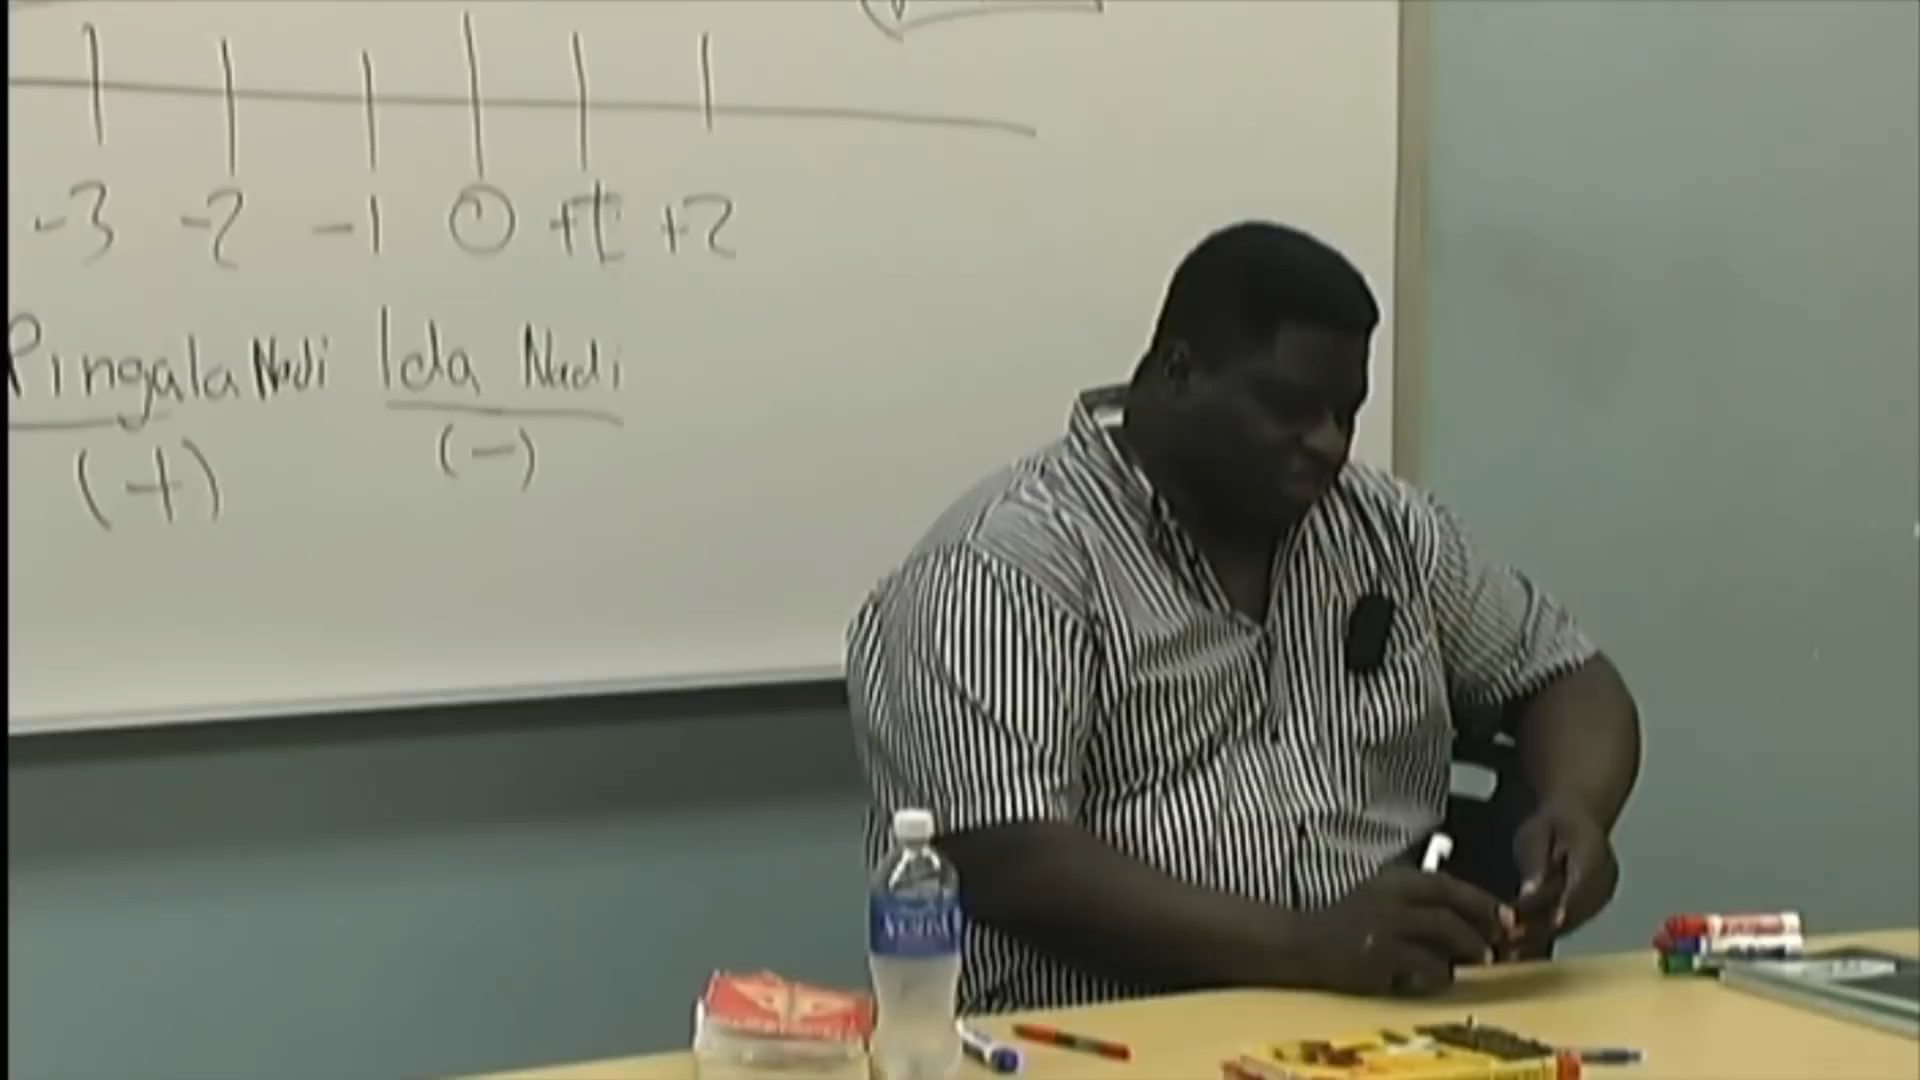 -3 -2 -1 0 +1 +2
Pingala Nadi Ida Nadi
(+) (-)